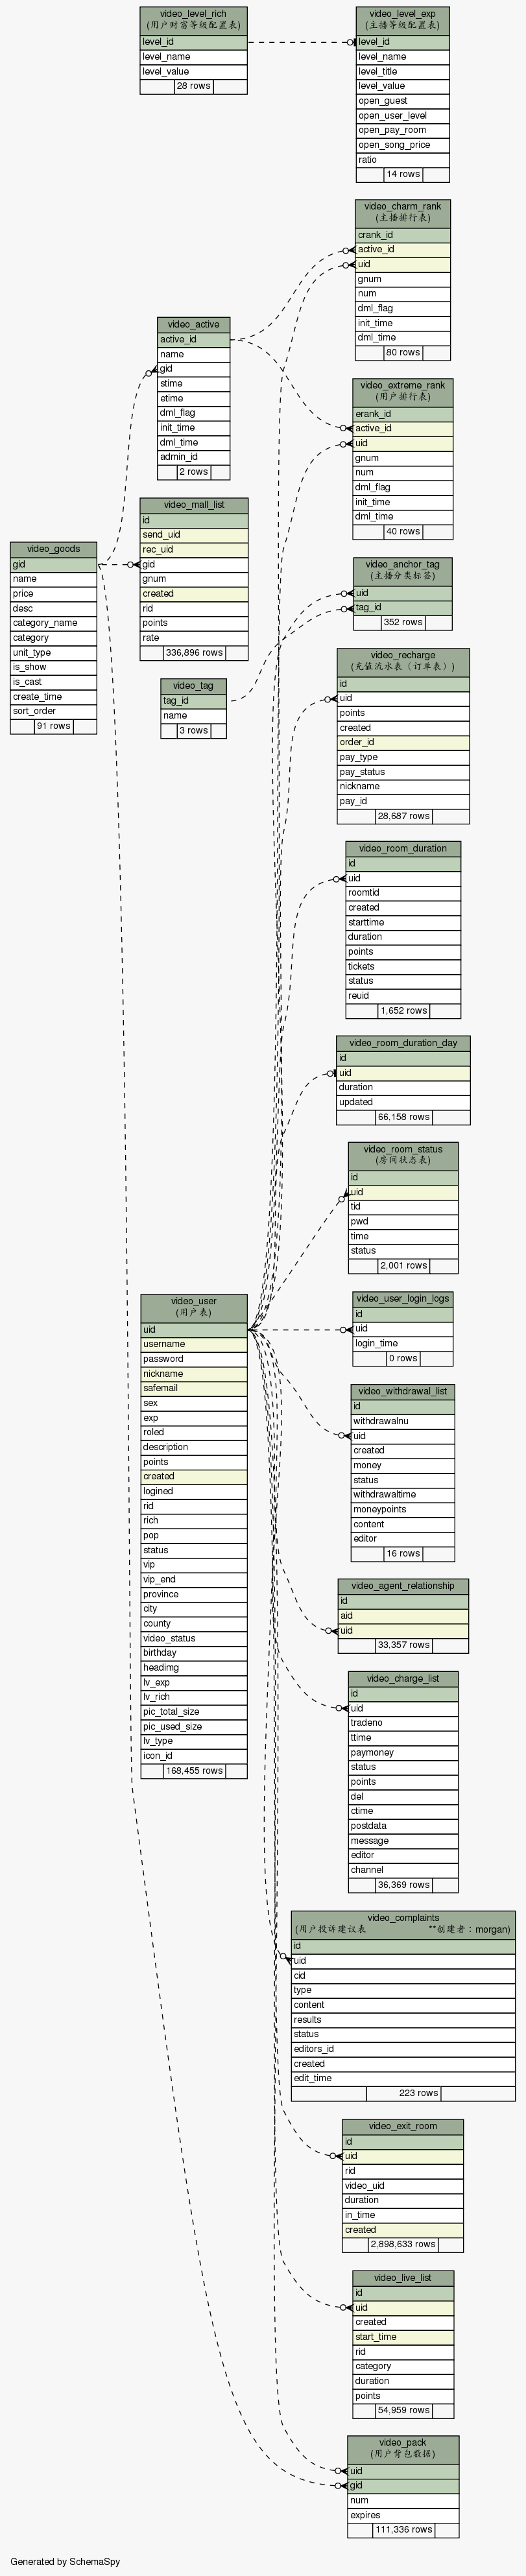 video_level_rich
(用户财富等级配置表)
level_id
level_name
level_value
28 rows
video_level_exp
(主播等级配置表)
level_id
level_name
level_title
level_value
open_guest
open_user_level
open_pay_room
open_song_price
ratio
14 rows
video_charm_rank
(主播排行表)
crank_id
active_id
uid
gnum
num
dml_flag
init_time
dml_time
80 rows
video_active
active_id
name
gid
stime
etime
dml_flag
init_time
dml_time
admin_id
2 rows
video_extreme_rank
(用户排行表)
erank_id
active_id
uid
gnum
num
dml_flag
init_time
dml_time
40 rows
video_mall_list
id
send_uid
rec_uid
gid
gnum
created
rid
points
rate
336,896 rows
video_goods
gid
name
price
desc
category_name
category
unit_type
is_show
is_cast
create_time
sort_order
91 rows
video_anchor_tag
(主播分类标签)
uid
tag_id
352 rows
video_tag
tag_id
name
3 rows
video_recharge
(充值流水表（订单表）)
id
uid
points
created
order_id
pay_type
pay_status
nickname
pay_id
28,687 rows
video_room_duration
id
uid
roomtid
created
starttime
duration
points
tickets
status
reuid
1,652 rows
video_room_duration_day
id
uid
duration
updated
66,158 rows
video_room_status
(房间状态表)
id
uid
tid
pwd
time
status
2,001 rows
video_user
(用户表)
uid
username
password
nickname
safemail
sex
exp
roled
description
points
created
logined
rid
rich
pop
status
vip
vip_end
province
city
county
video_status
birthday
headimg
lv_exp
lv_rich
pic_total_size
pic_used_size
lv_type
icon_id
168,455 rows
video_user_login_logs
id
uid
login_time
0 rows
video_withdrawal_list
id
withdrawalnu
uid
created
money
status
withdrawaltime
moneypoints
content
editor
16 rows
video_agent_relationship
id
aid
uid
33,357 rows
video_charge_list
id
uid
tradeno
ttime
paymoney
status
points
del
ctime
postdata
message
editor
channel
36,369 rows
video_complaints
(用户投诉建议表 **创建者：morgan)
id
uid
cid
type
content
results
status
editors_id
created
edit_time
223 rows
video_exit_room
id
uid
rid
video_uid
duration
in_time
created
2,898,633 rows
video_live_list
id
uid
created
start_time
rid
category
duration
points
54,959 rows
video_pack
(用户背包数据)
uid
gid
num
expires
111,336 rows
Generated by SchemaSpy